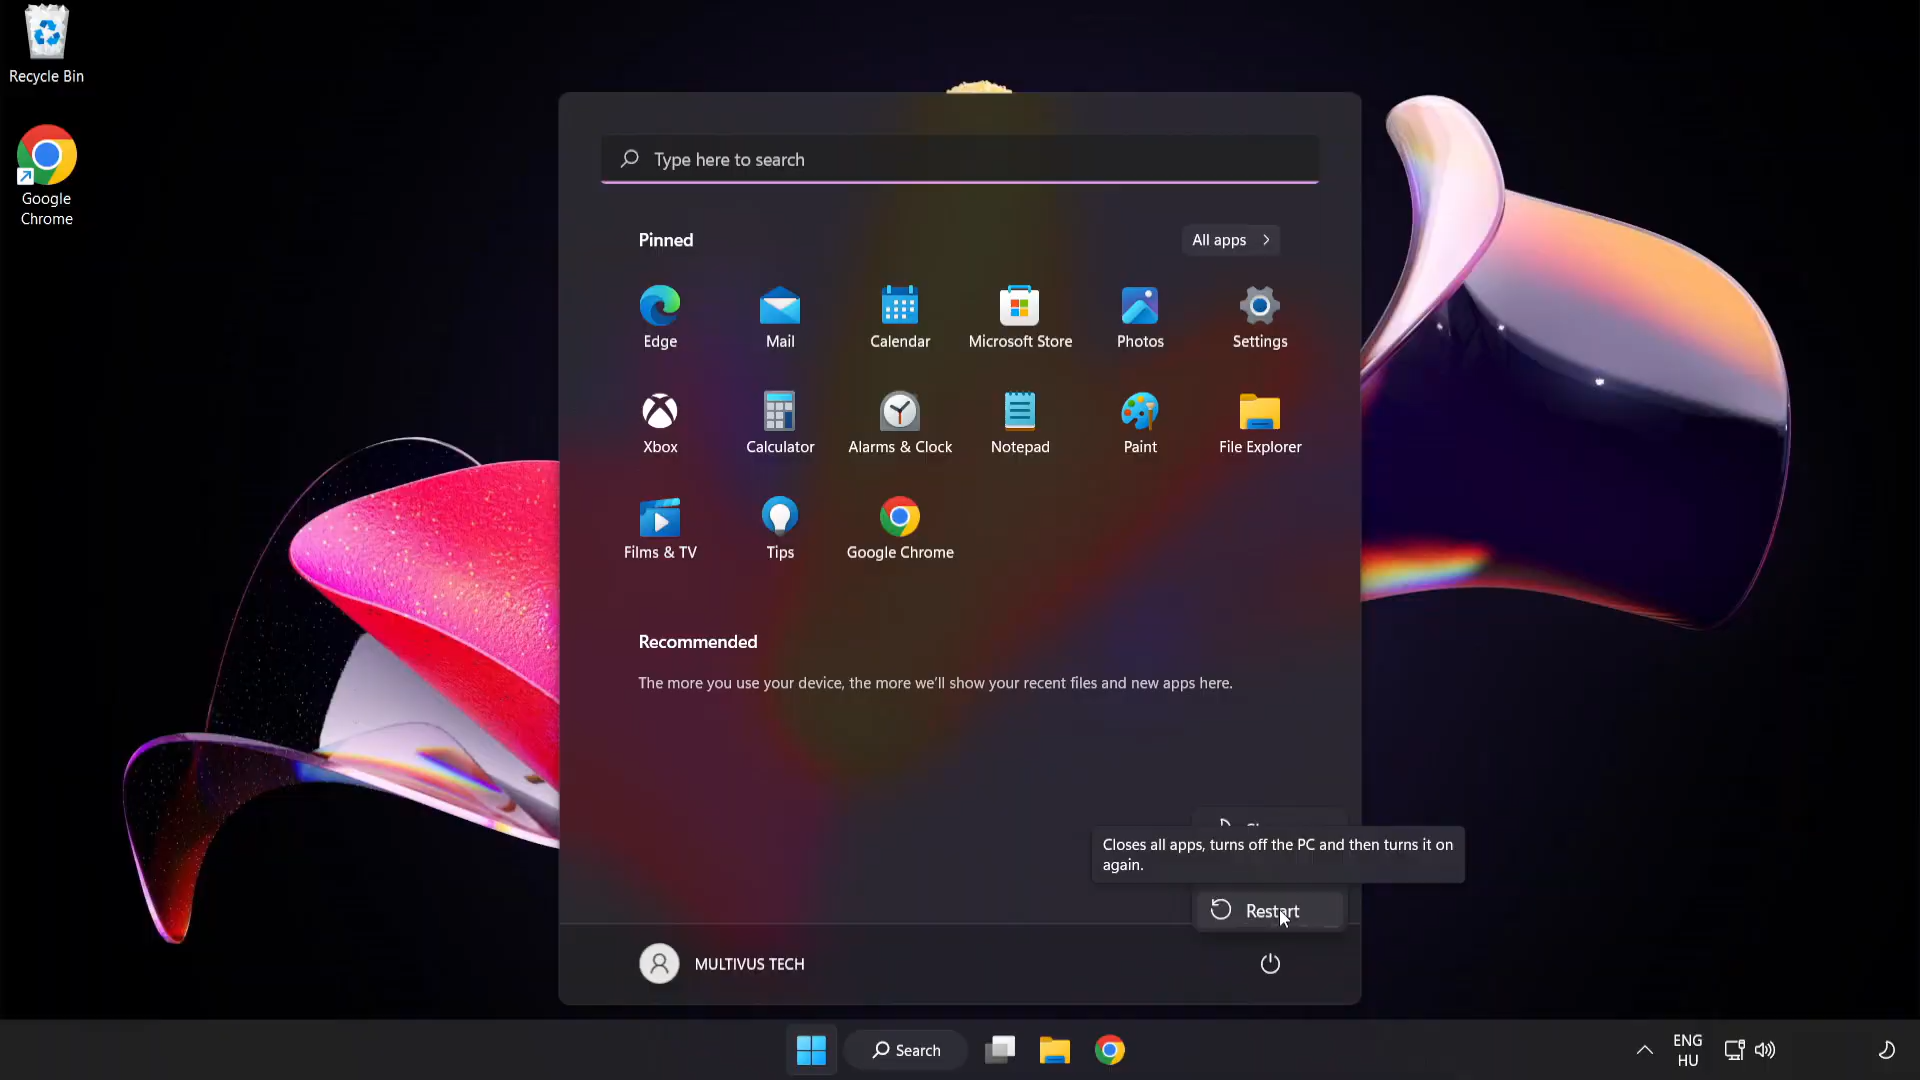 Recycle Bin
Google
Chrome
Type here to search
Pinned
All apps
Edge
Mail
Calendar
Microsoft Store
Photos
Settings
Xbox
Calculator
Alarms & Clock
Notepad
Paint
File Explorer
Films & TV
Tips
Google Chrome
Recommended
The more you use your device, the more we'll show your recent files and new apps here.
Closes all apps, turns off the PC and then turns it on
again.
Restart
MULTIVUS TECH
Search
ENG
HU